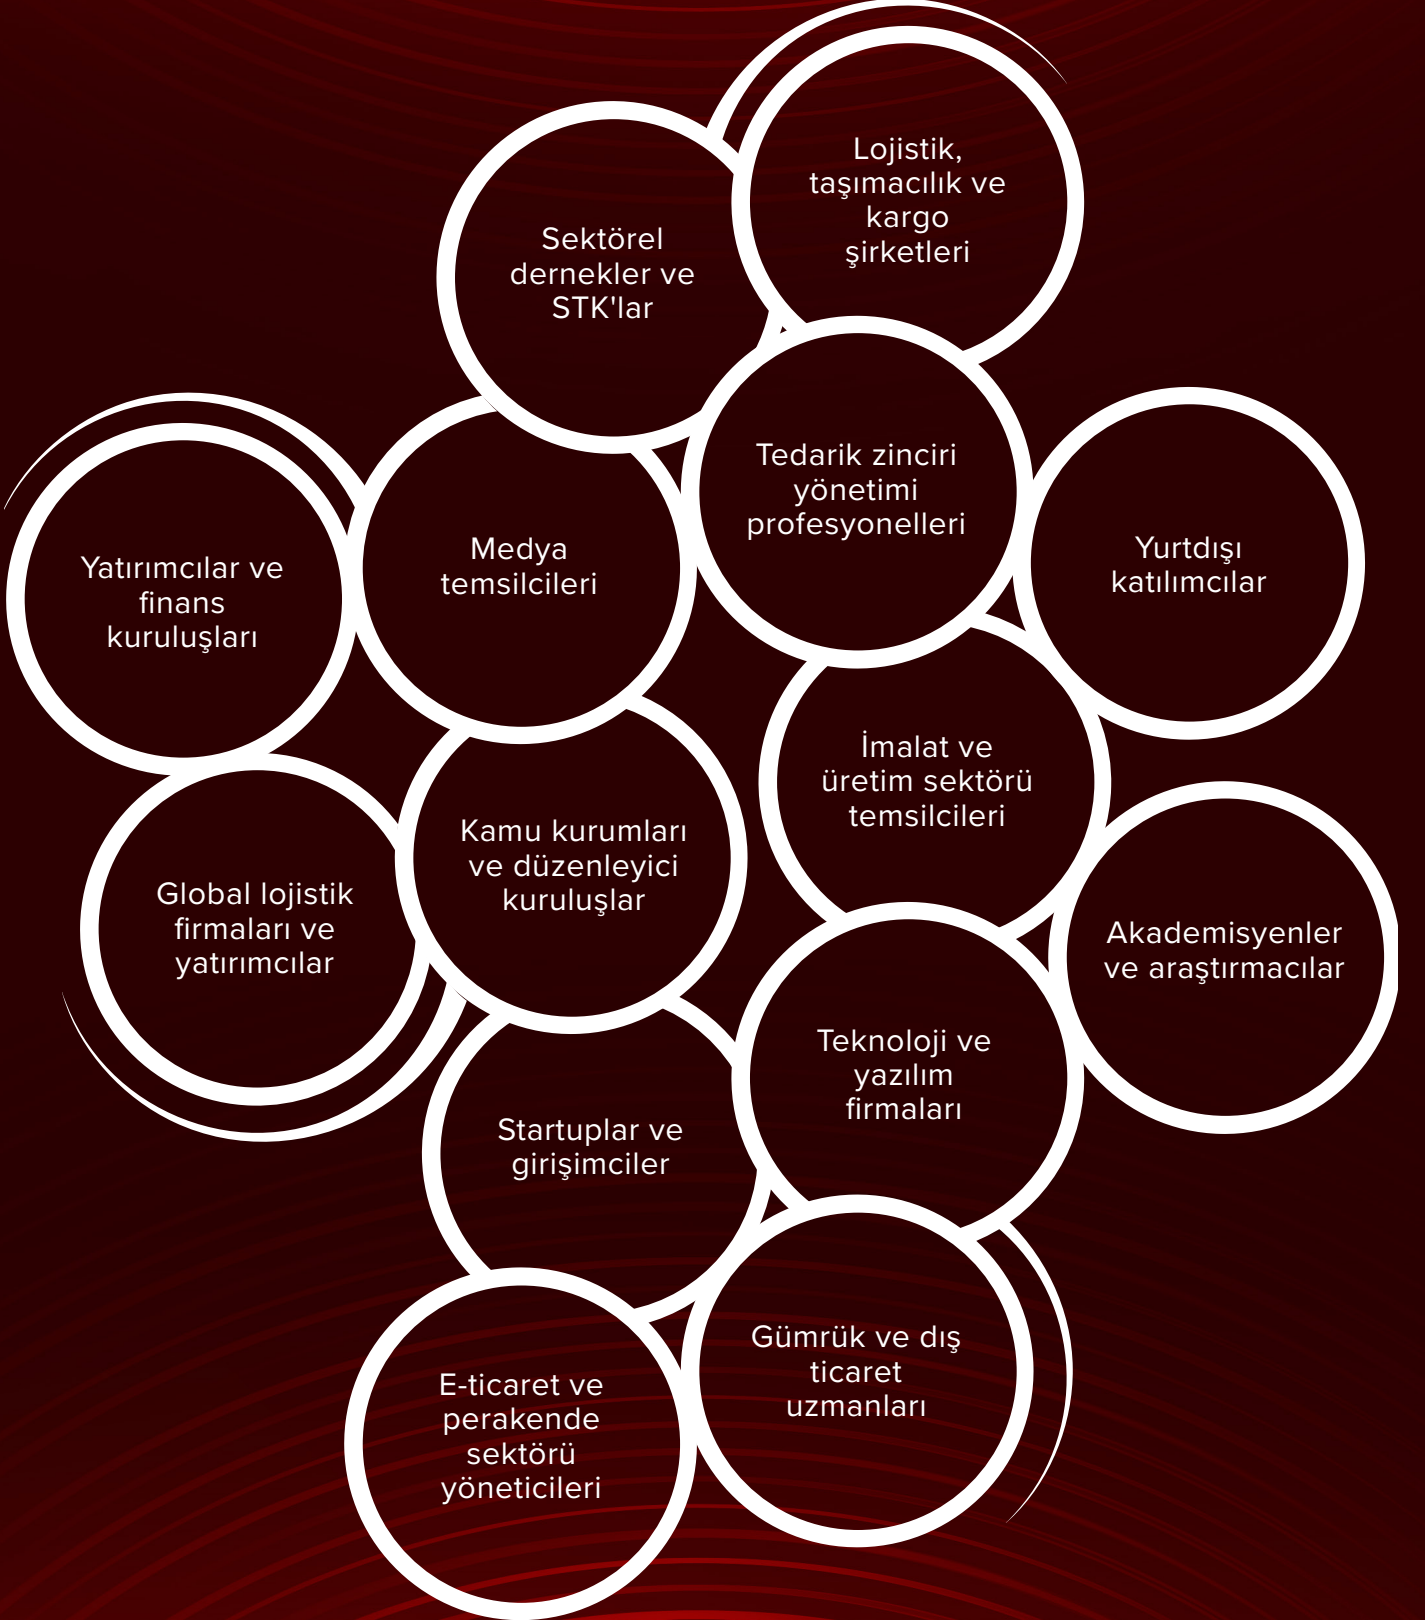 Lojistik,
taşımacılık ve
kargo
şirketleri
Sektörel
dernekler ve
STK'lar
Tedarik zinciri
yönetimi
profesyonelleri
Yurtdışı
katılımcılar
Medya
temsilcileri
Yatırımcılar ve
finans
kuruluşları
İmalat ve
üretim sektörü
temsilcileri
Kamu kurumları
ve düzenleyici
kuruluşlar
Global lojistik
firmaları ve
yatırımcılar
Akademisyenler
ve araştırmacılar
Teknoloji ve
yazılım
firmaları
Startuplar ve
girişimciler
Gümrük ve dış
ticaret
uzmanları
E-ticaret ve
perakende
sektörü
yöneticileri